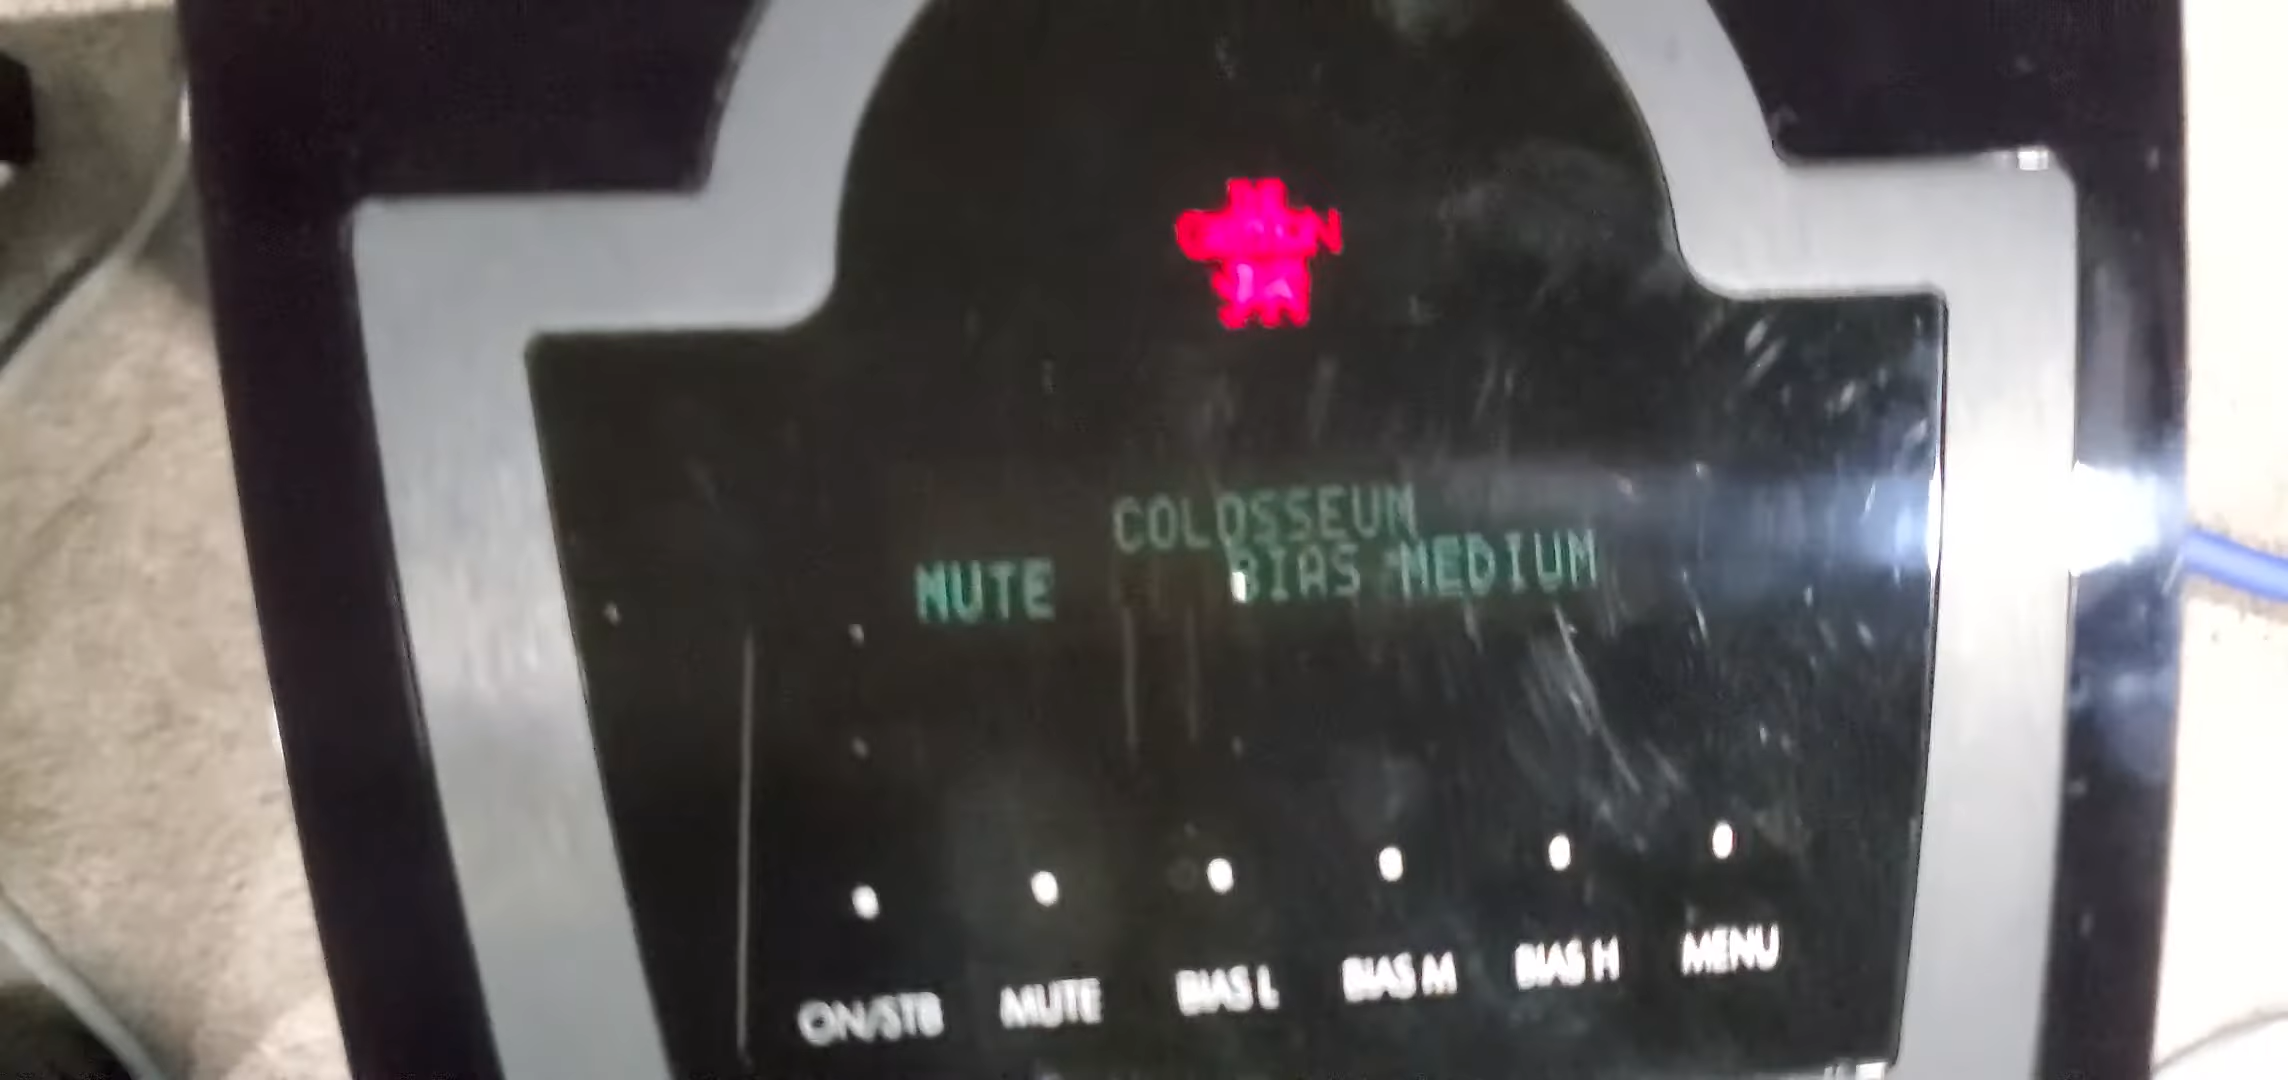 COLOSSEUM
MUTE BIAS MEDIUM
ON/STB MUTE BIAS L BIAS M BIAS H MENU